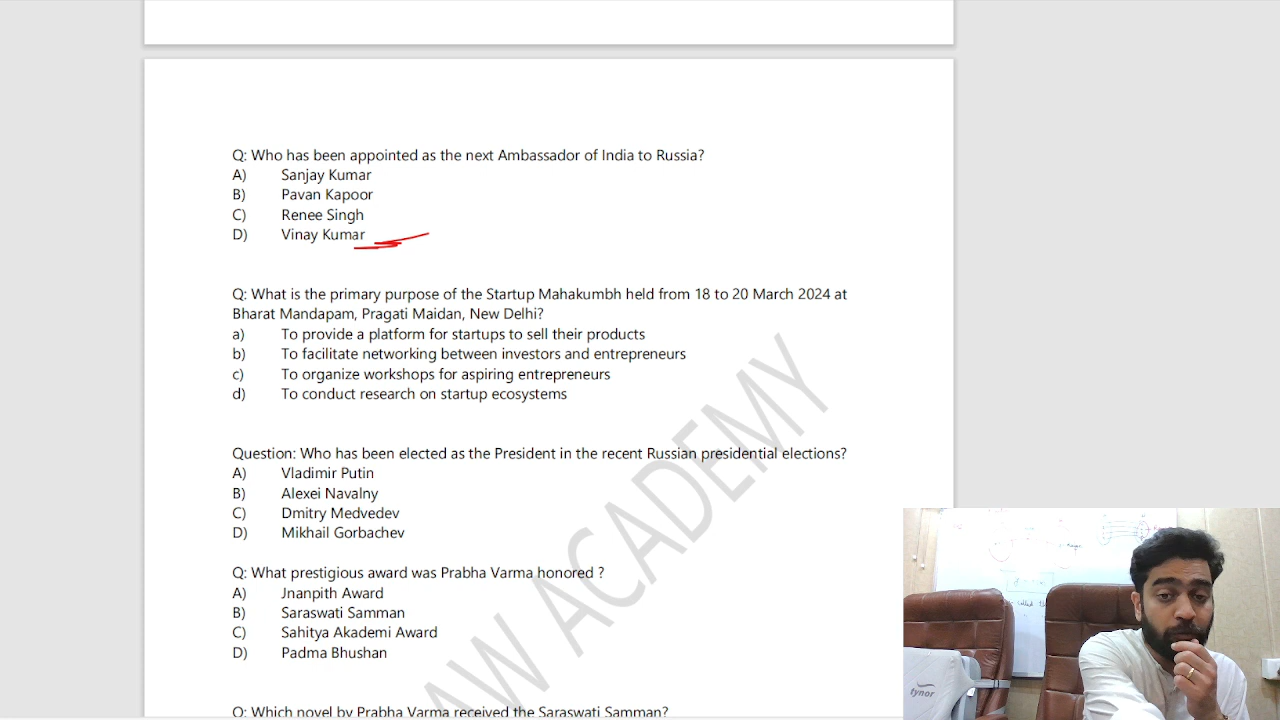 Q: Who has been appointed as the next Ambassador of India to Russia?
A) Sanjay Kumar
B) Pavan Kapoor
C) Renee Singh
D) Vinay Kumar
Q: What is the primary purpose of the Startup Mahakumbh held from 18 to 20 March 2024 at
Bharat Mandapam, Pragati Maidan, New Delhi?
a) To provide a platform for startups to sell their products
b) To facilitate networking between investors and entrepreneurs
c) To organize workshops for aspiring entrepreneurs
d) To conduct research on startup ecosystems
Question: Who has been elected as the President in the recent Russian presidential elections?
A) Vladimir Putin
B) Alexei Navalny
C) Dmitry Medvedev
D) Mikhail Gorbachev
Q: What prestigious award was Prabha Varma honored ?
A) Jnanpith Award
B) Saraswati Samman
C) Sahitya Akademi Award
D) Padma Bhushan
Q: Which novel by Prabha Varma received the Saraswati Samman?
AW ACADEMY
tynor